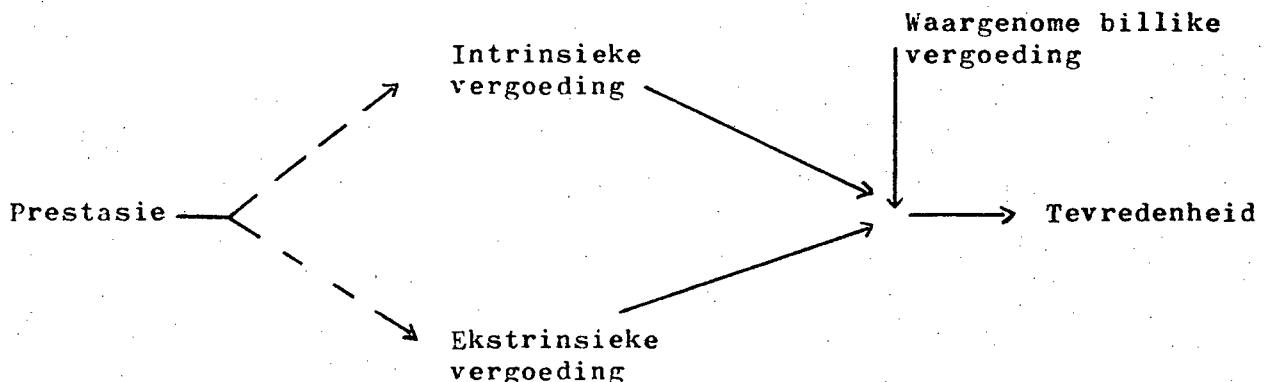 Waargenome billike
vergoeding
Intrinsieke
vergoeding
Prestasie
Tevredenheid
Ekstrinsieke
vergoeding